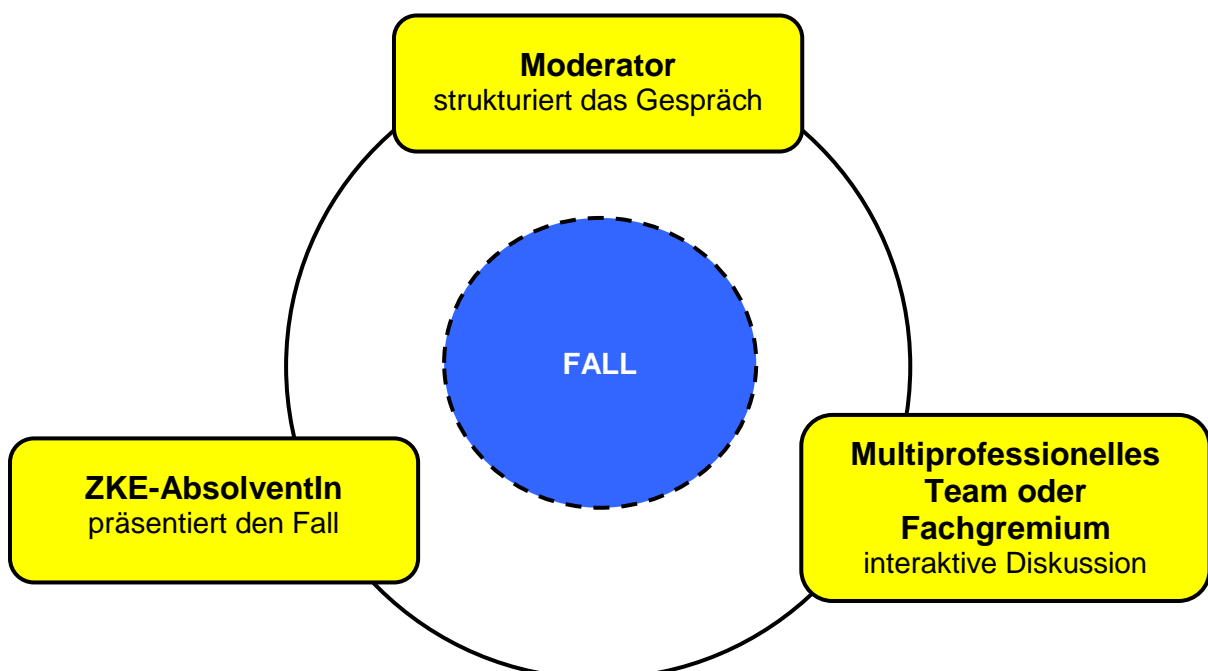 Moderator
strukturiert das Gespräch
FALL
ZKE-AbsolventIn
präsentiert den Fall
Multiprofessionelles
Team oder
Fachgremium
interaktive Diskussion